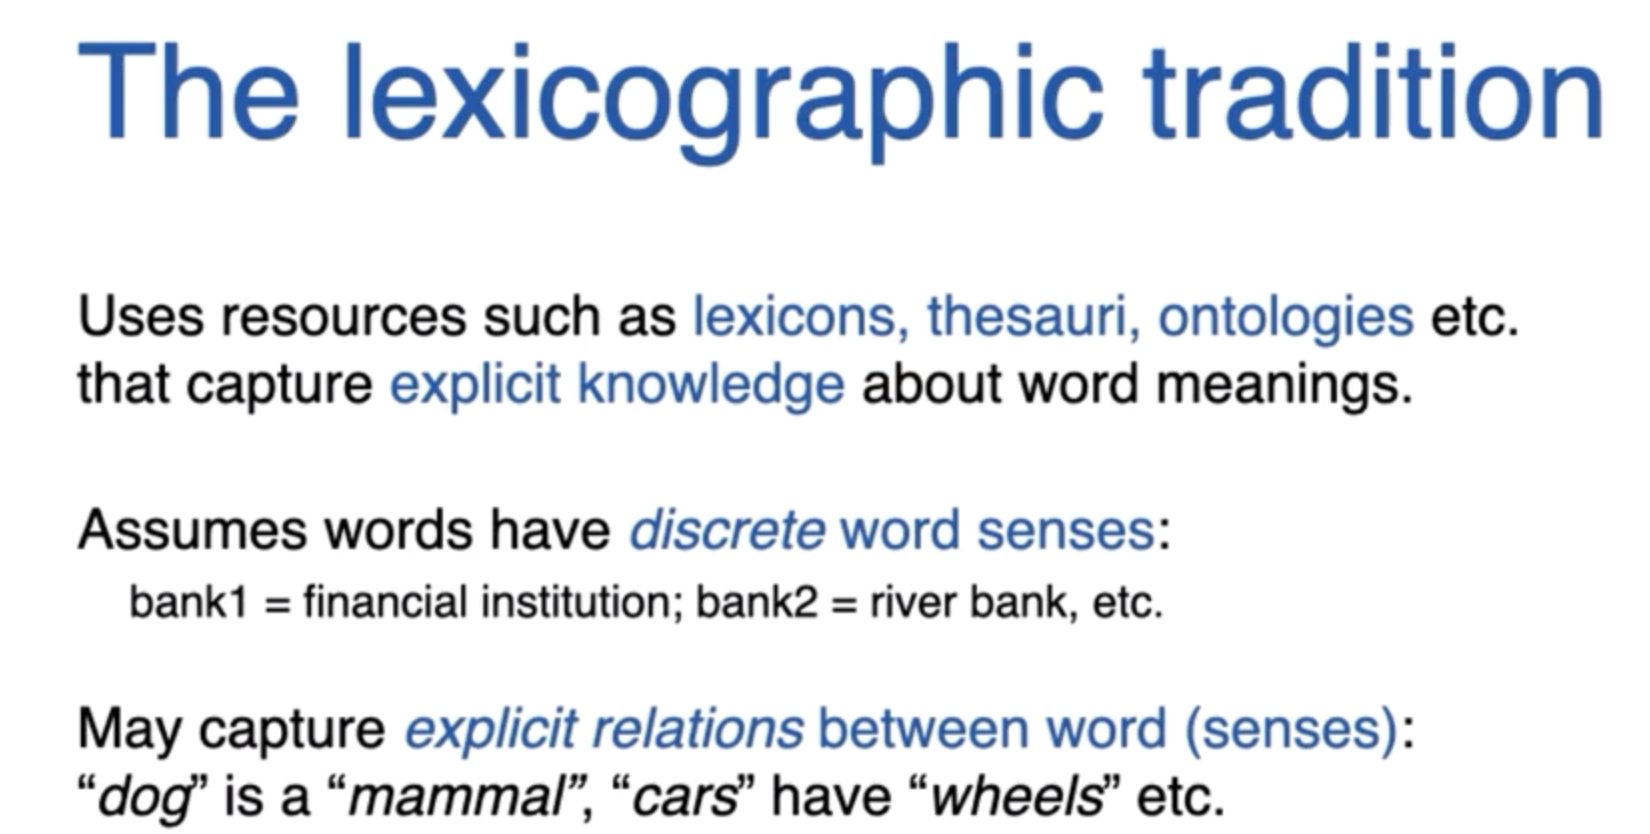 The lexicographic tradition
Uses resources such as lexicons, thesauri, ontologies etc.
that capture explicit knowledge about word meanings.
Assumes words have discrete word senses:
bank1 = financial institution; bank2 = river bank, etc.
May capture explicit relations between word (senses):
“dog” is a “mammal”, “cars” have “wheels” etc.